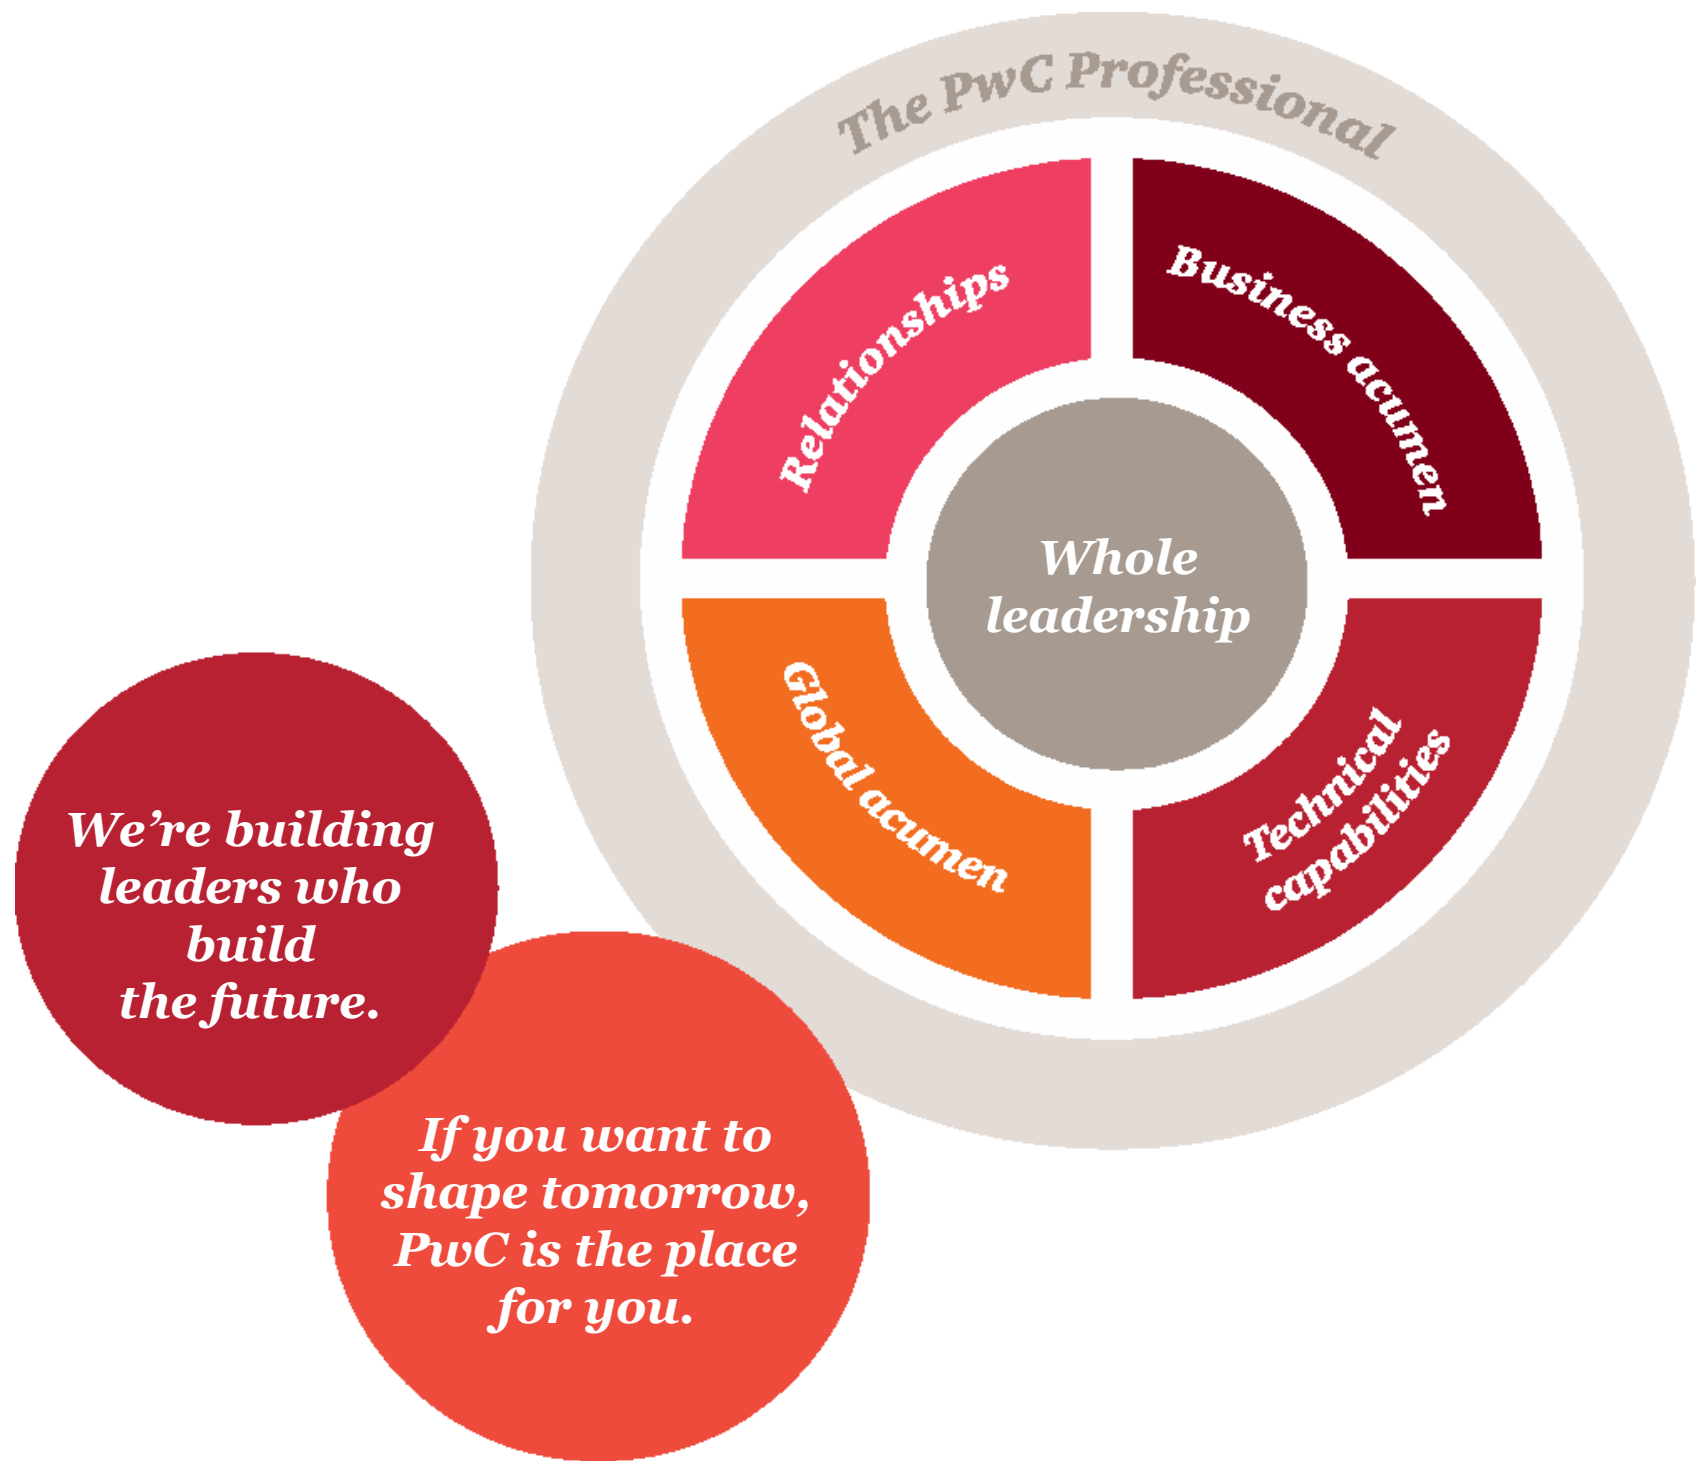 The PwC Professional
Relationships
Business acumen
Whole
leadership
Global acumen
Technical
capabilities
We’re building
leaders who
build
the future.
If you want to
shape tomorrow,
PwC is the place
for you.